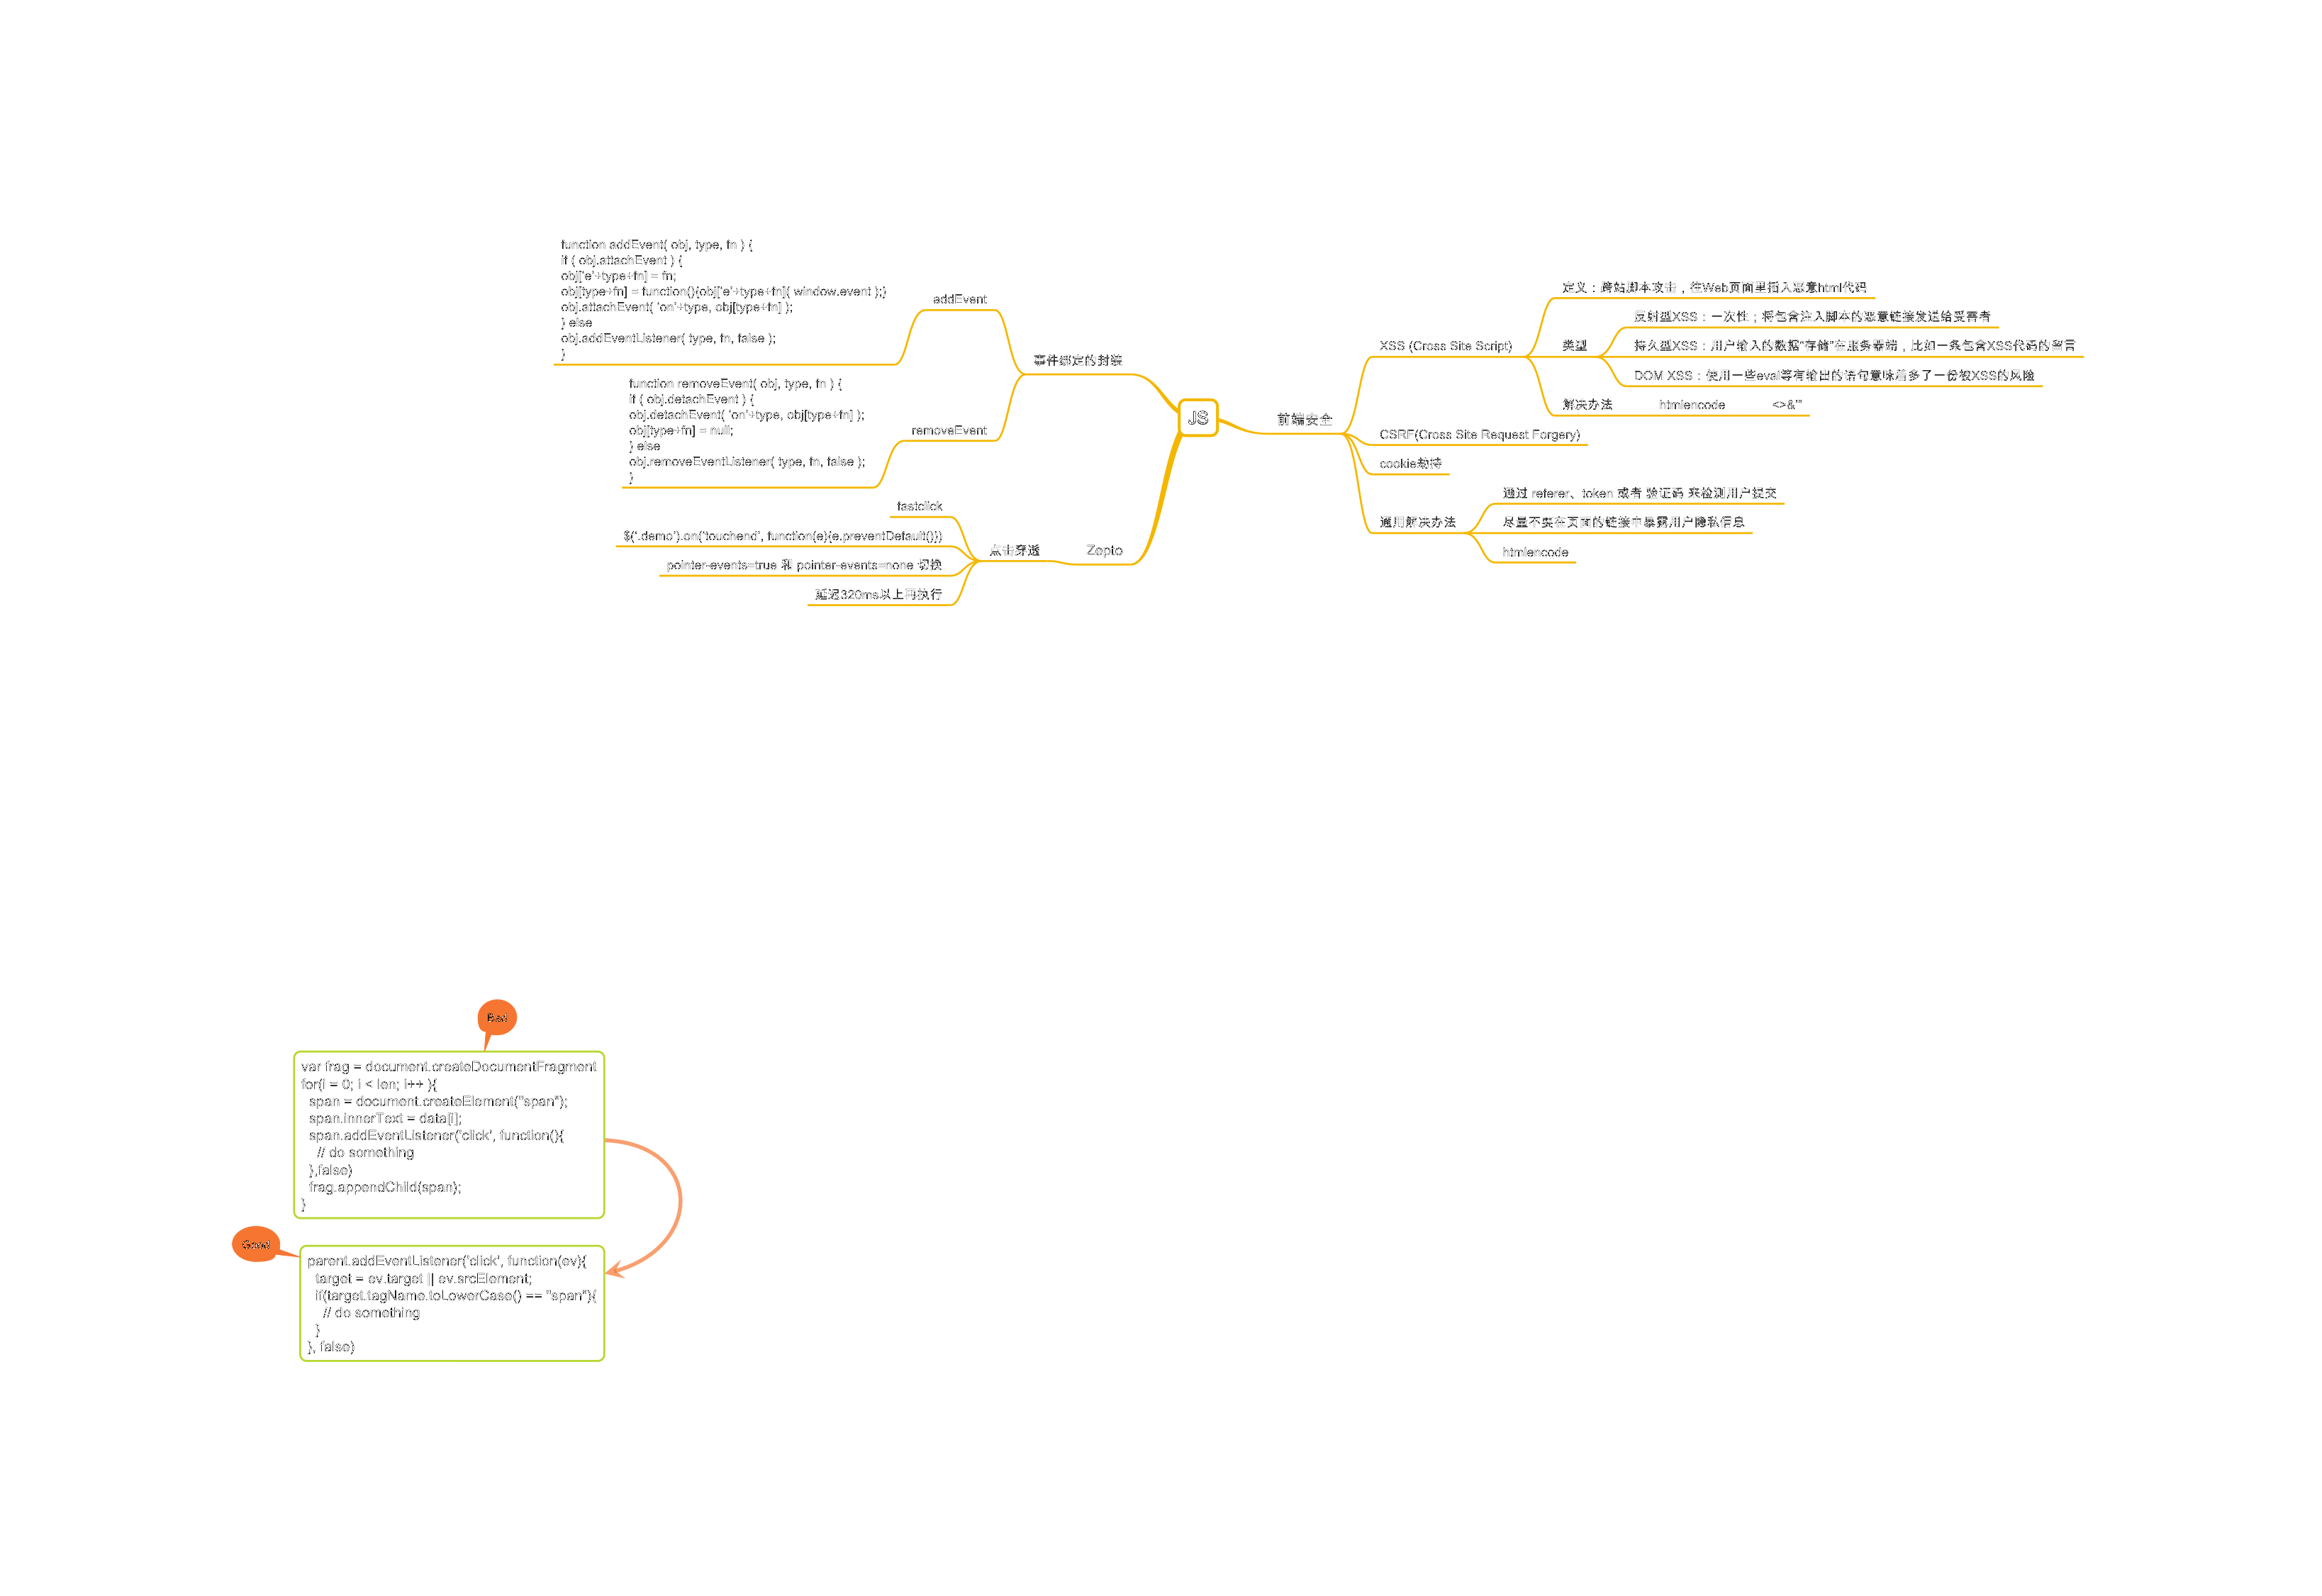 function addEvent( obj, type, fn ) {
if ( obj.attachEvent ) {
obj['e'+type+fn] = fn;
obj[type+fn] = function(){obj['e'+type+fn]( window.event );}
obj.attachEvent( 'on'+type, obj[type+fn] );
} else
obj.addEventListener( type, fn, false );
}
addEvent
function removeEvent( obj, type, fn ) {
if ( obj.detachEvent ) {
obj.detachEvent( 'on'+type, obj[type+fn] );
obj[type+fn] = null;
} else
obj.removeEventListener( type, fn, false );
}
removeEvent
事件绑定的封装
fastclick
$('.demo').on('touchend', function(e){e.preventDefault()})
pointer-events=true 和 pointer-events=none 切换
延迟320ms以上再执行
点击穿透
Zepto
JS
前端安全
XSS (Cross Site Script)
定义：跨站脚本攻击，往Web页面里插入恶意html代码
类型
反射型XSS：一次性；将包含注入脚本的恶意链接发送给受害者
持久型XSS：用户输入的数据“存储”在服务器端，比如一条包含XSS代码的留言
DOM XSS：使用一些eval等有输出的语句意味着多了一份被XSS的风险
解决办法
htmlencode
<>&'"
CSRF(Cross Site Request Forgery)
cookie劫持
通用解决办法
通过 referer、token 或者 验证码 来检测用户提交
尽量不要在页面的链接中暴露用户隐私信息
htmlencode
Bad
var frag = document.createDocumentFragment
for(i = 0; i < len; i++ ){
span = document.createElement("span");
span.innerText = data[i];
span.addEventListener('click', function(){
// do something
},false)
frag.appendChild(span);
}
Good
parent.addEventListener('click', function(ev){
target = ev.target || ev.srcElement;
if(target.tagName.toLowerCase() == "span"){
// do something
}
}, false)